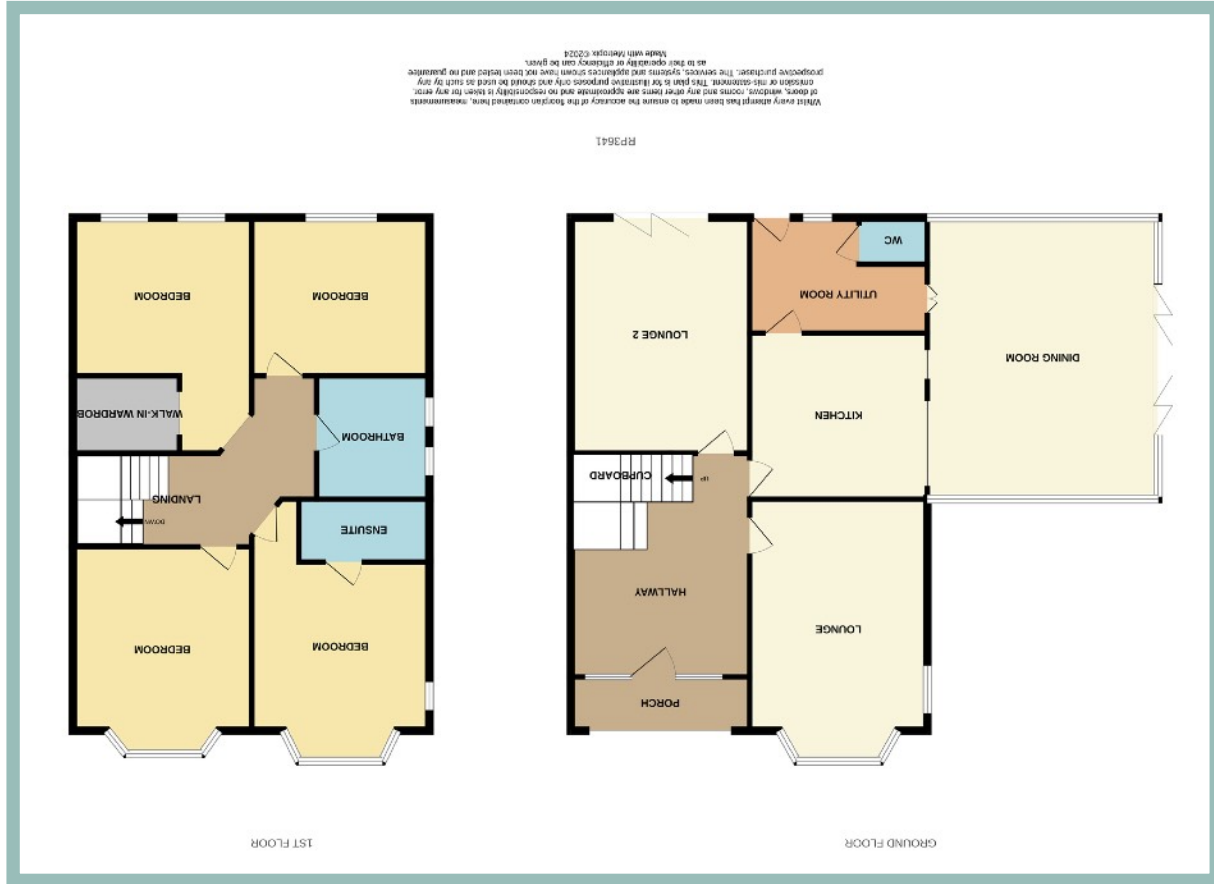 GROUND FLOOR
1ST FLOOR
PORCH
LOUNGE
HALLWAY
UP
CUPBOARD
KITCHEN
DINING ROOM
LOUNGE 2
UTILITY ROOM
WC
BEDROOM
BEDROOM
ENSUITE
DOWN
LANDING
BATHROOM
WALK-IN WARDROB
BEDROOM
BEDROOM
RP3641
Whilst every attempt has been made to ensure the accuracy of the floorplan contained here, measurements
of doors, windows, rooms and any other items are approximate and no responsibility is taken for any error,
omission or mis-statement. This plan is for illustrative purposes only and should be used as such by any
prospective purchaser. The services, systems and appliances shown have not been tested and no guarantee
as to their operability or efficiency can be given.
Made with Metropix ©2024